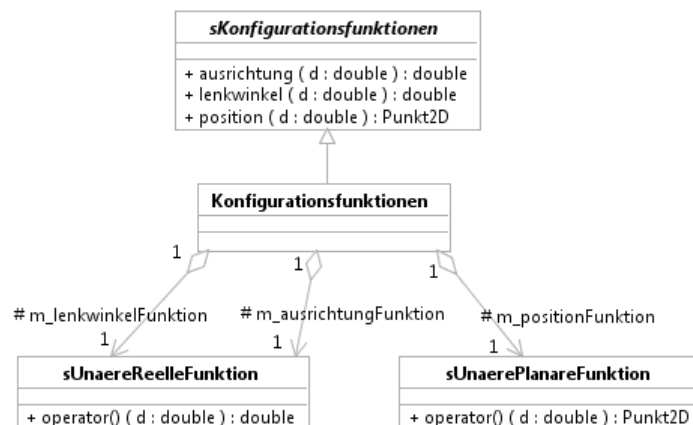 sKonfigurationsfunktionen
+ ausrichtung ( d : double ) : double
+ lenkwinkel ( d : double ) : double
+ position ( d : double ) : Punkt2D
Konfigurationsfunktionen
1
1
1
# m_lenkwinkelFunktion
# m_ausrichtungFunktion
# m_positionFunktion
1
1
1
sUnaereReelleFunktion
sUnaerePlanareFunktion
+ operator() ( d : double ) : double
+ operator() ( d : double ) : Punkt2D